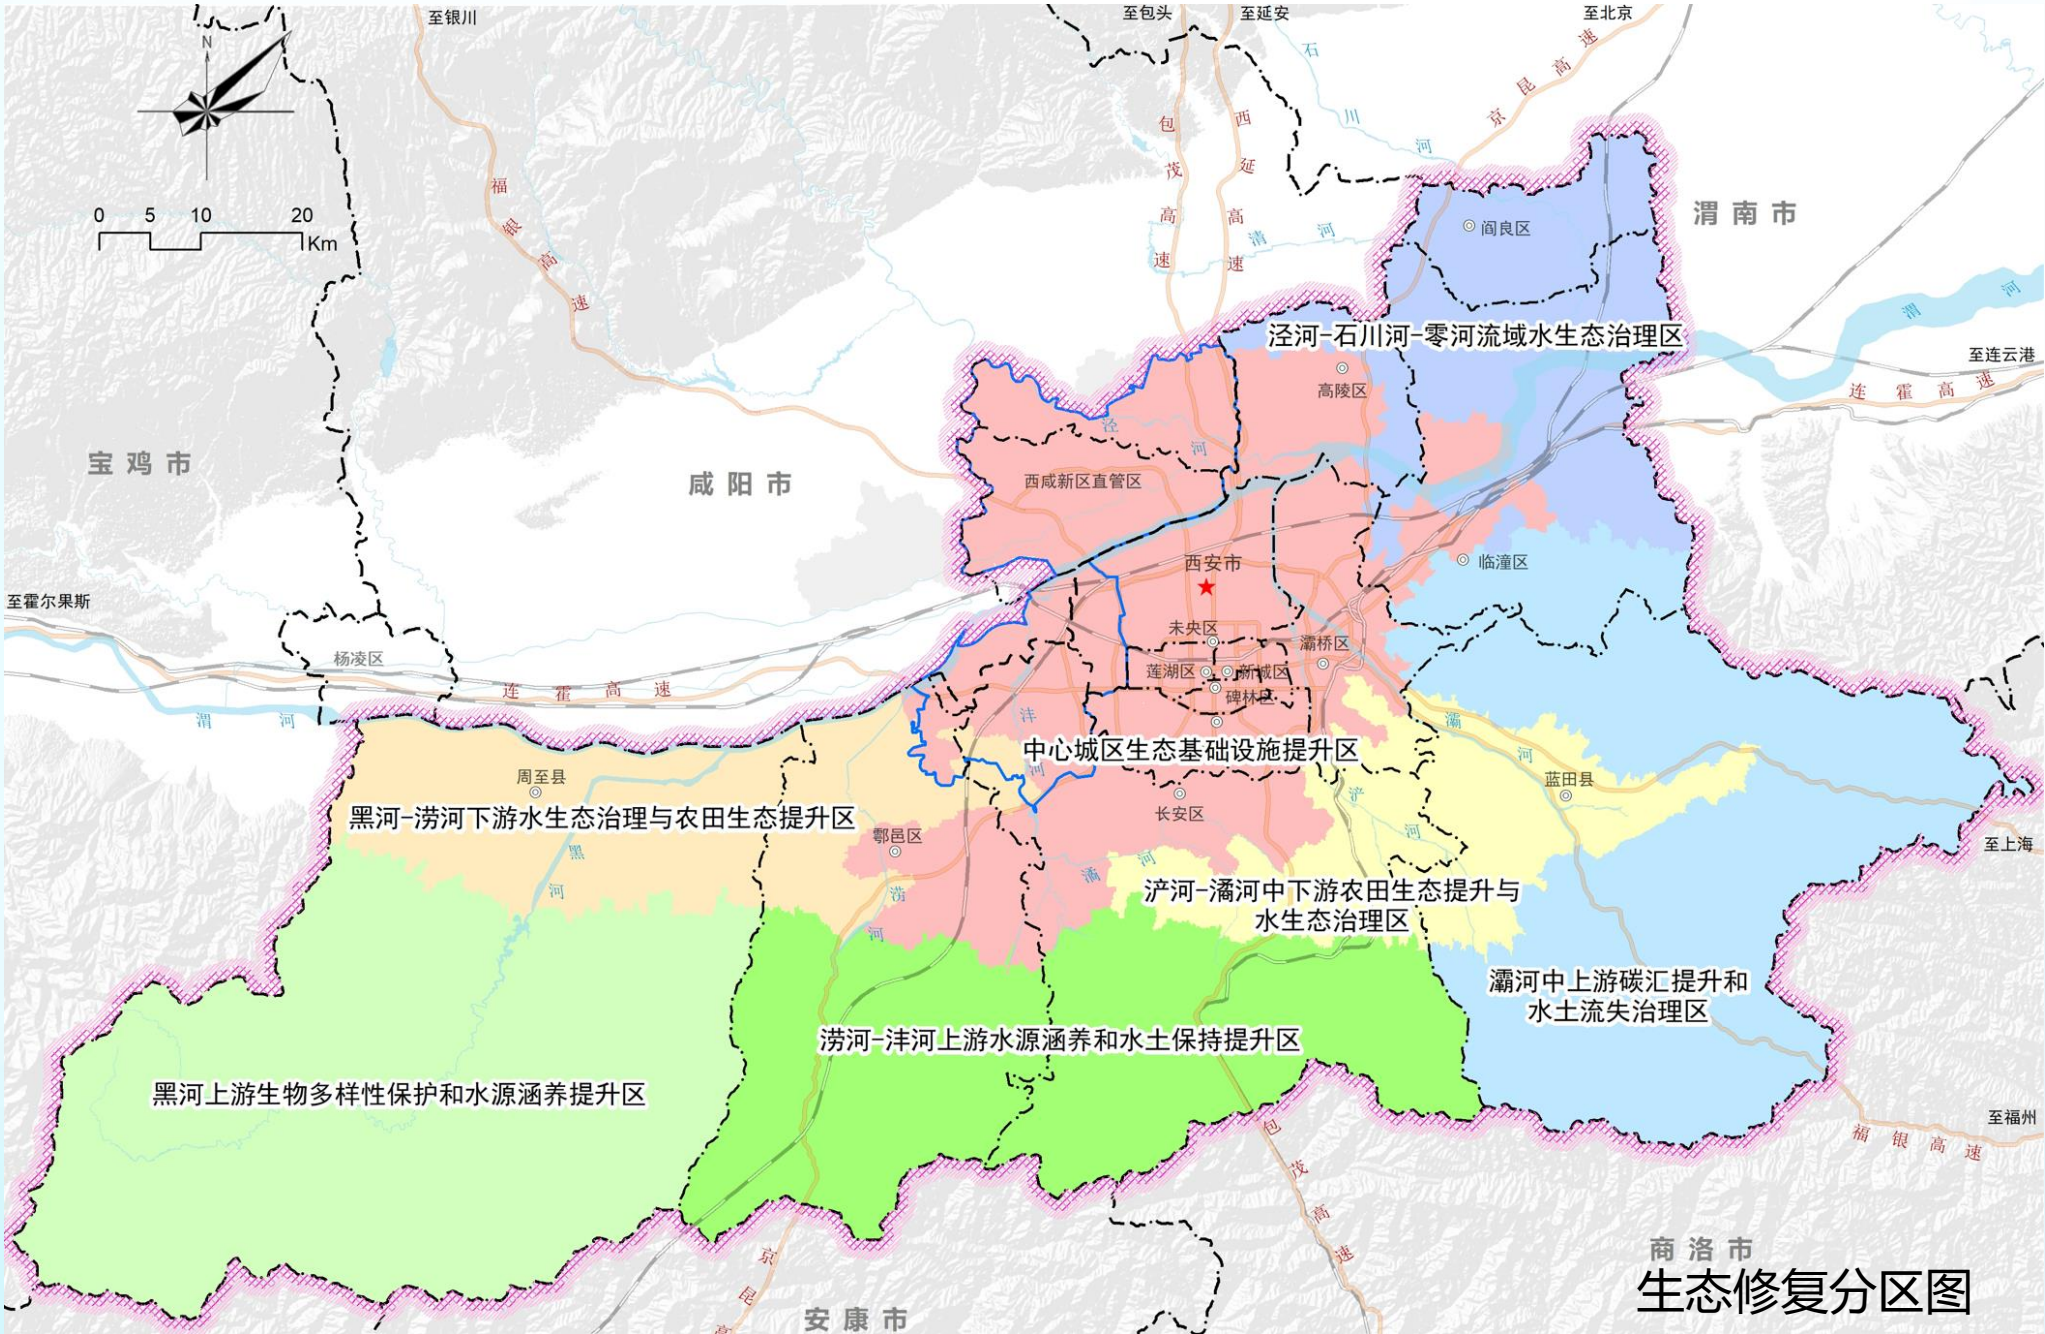 至银川
至包头
至延安
至北京
N
石川河
京昆高速
包茂高速
西延高速
福银高速
0 5 10 20
Km
清河
渭南市
阎良区
渭河
泾河-石川河-零河流域水生态治理区
至连云港
连霍高速
高陵区
泾河
宝鸡市
咸阳市
西咸新区直管区
西安市
临潼区
至霍尔果斯
未央区
灞桥区
杨凌区
莲湖区
新城区
碑林区
连霍高速
渭河
沣河
灞河
中心城区生态基础设施提升区
周至县
蓝田县
浐河
长安区
黑河-涝河下游水生态治理与农田生态提升区
鄠邑区
至上海
黑河
潏河
涝河
浐河-潏河中下游农田生态提升与
水生态治理区
灞河中上游碳汇提升和
水土流失治理区
涝河-沣河上游水源涵养和水土保持提升区
黑河上游生物多样性保护和水源涵养提升区
至福州
包茂高速
福银高速
商洛市
京昆高
安康市
生态修复分区图